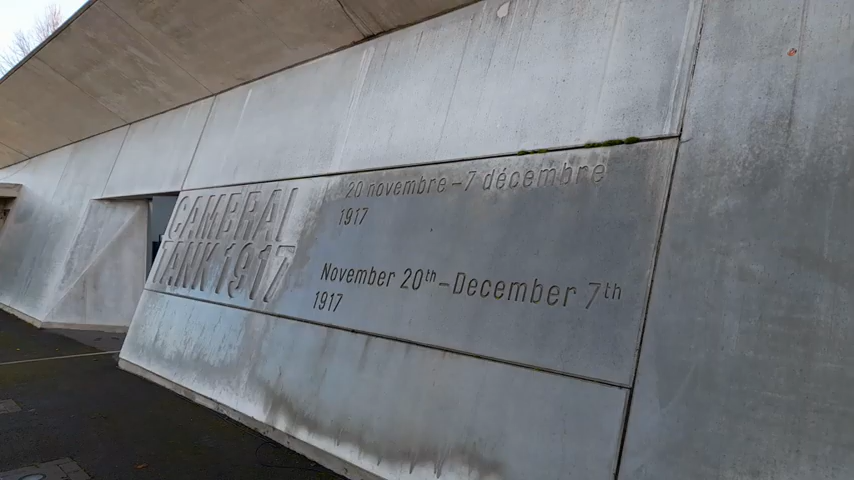 CAMBRAI
TANK 1917
20 novembre – 7 décembre
1917
November 20th – December 7th
1917